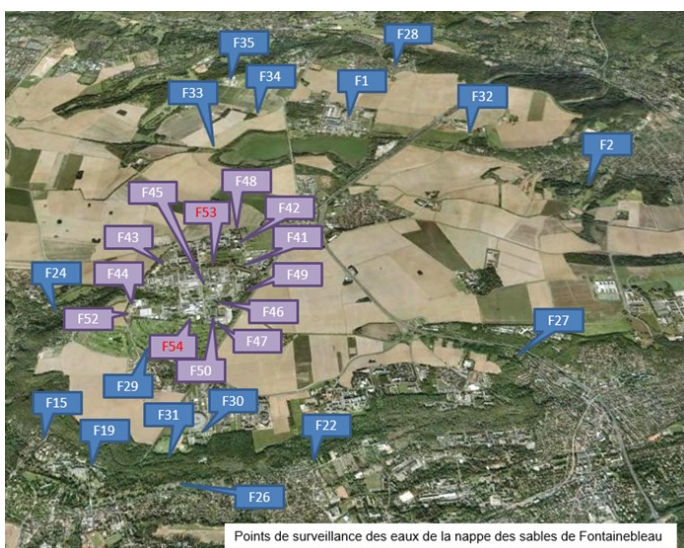 F28
F35
F34
F1
F33
F32
F2
F48
F45
F53
F42
F43
F41
F24
F44
F49
F52
F46
F27
F54
F47
F50
F29
F15
F31
F30
F19
F22
F26
Points de surveillance des eaux de la nappe des sables de Fontainebleau